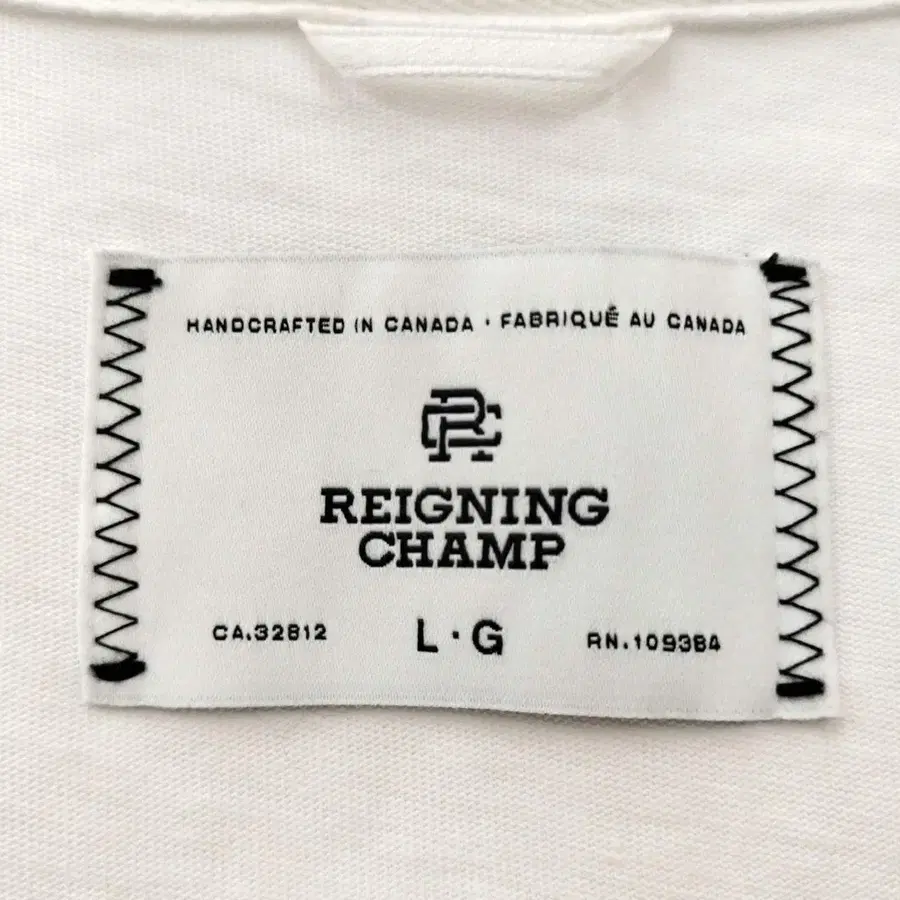 HANDCRAFTED IN CANADA · FABRIQUÉ AU CANADA
RC
REIGNING
CHAMP
CA.32812 L·G RN.109384